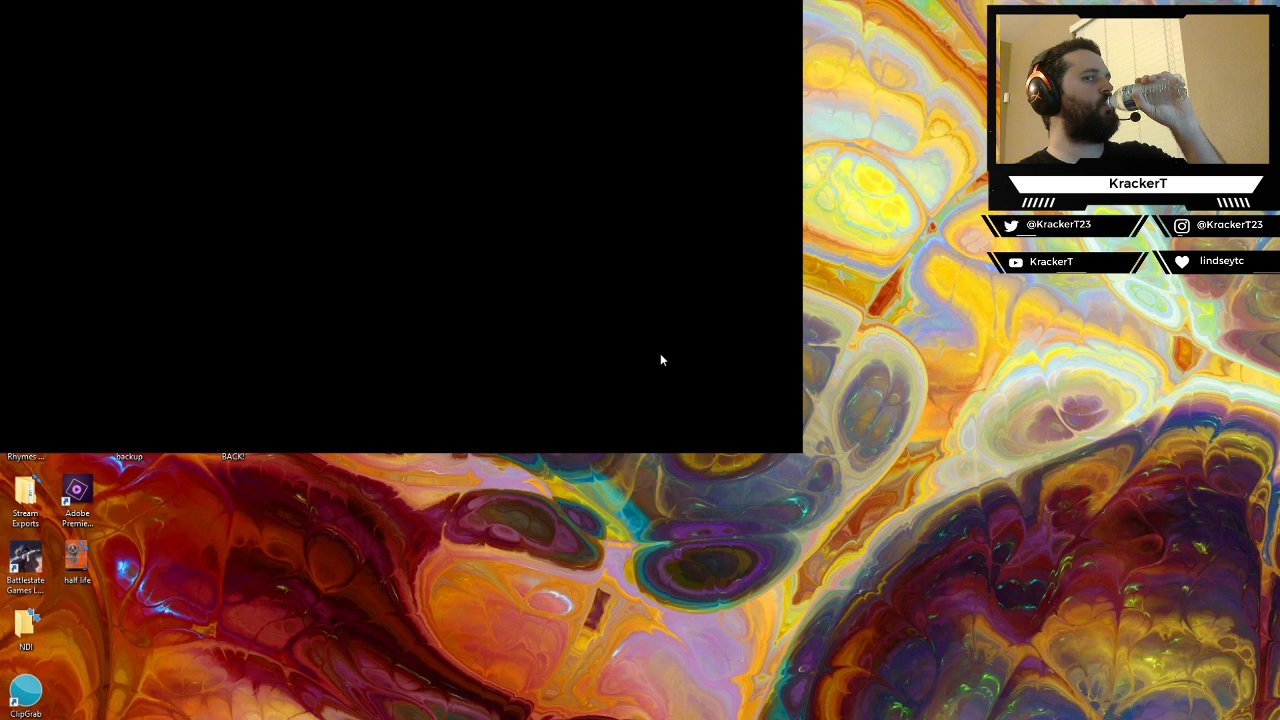 KrackerT
@KrackerT23
@KrackerT23
KrackerT
lindseytc
Rhymes ...
backup
BACK!
Stream
Exports
Adobe
Premie...
Battlestate
Games L...
half life
NDI
ClipGrab